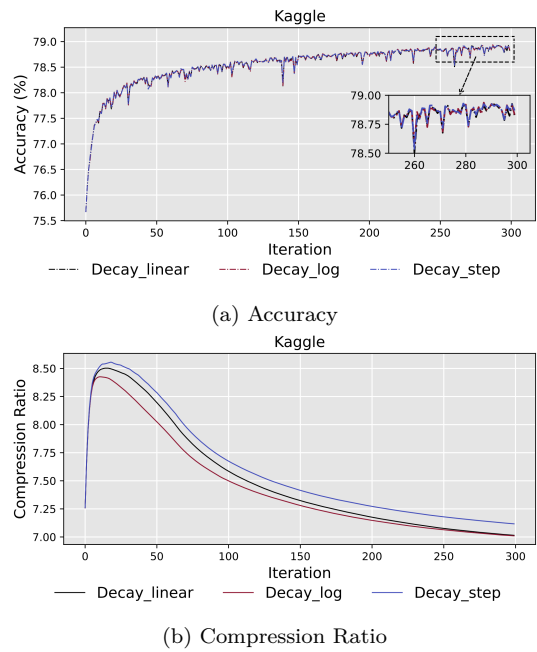 Kaggle
79.0
78.5
78.0
77.5
77.0
76.5
76.0
75.5
Accuracy (%)
79.00
78.75
78.50
260 280 300
0 50 100 150 200 250 300
Iteration
Decay_linear Decay_log Decay_step
(a) Accuracy
Kaggle
8.50
8.25
8.00
7.75
7.50
7.25
7.00
Compression Ratio
0 50 100 150 200 250 300
Iteration
Decay_linear Decay_log Decay_step
(b) Compression Ratio